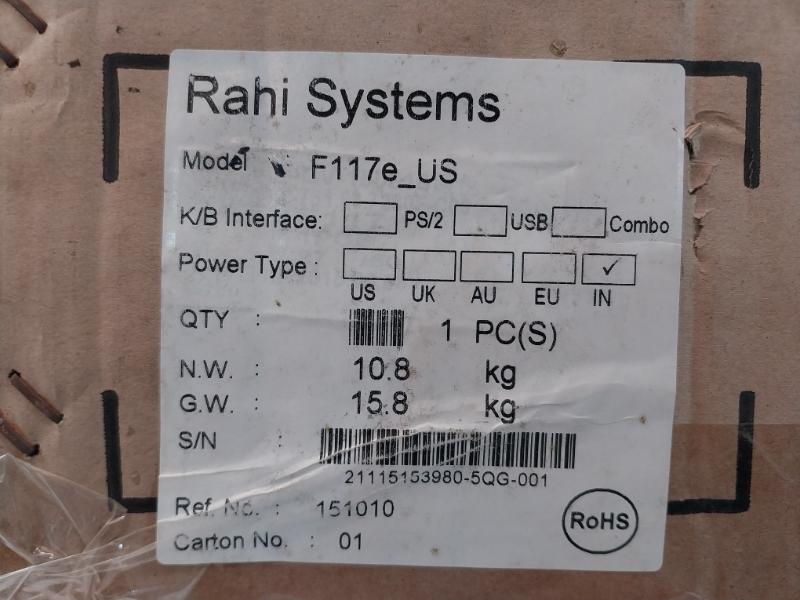 Rahi Systems
Model F117e_US
K/B Interface: PS/2 USB Combo
Power Type : ✓
US UK AU EU IN
QTY : 1 PC(S)
N.W. : 10.8 kg
G.W. : 15.8 kg
S/N :
21115153980-5QG-001
Ref. No. : 151010
Carton No. : 01
RoHS